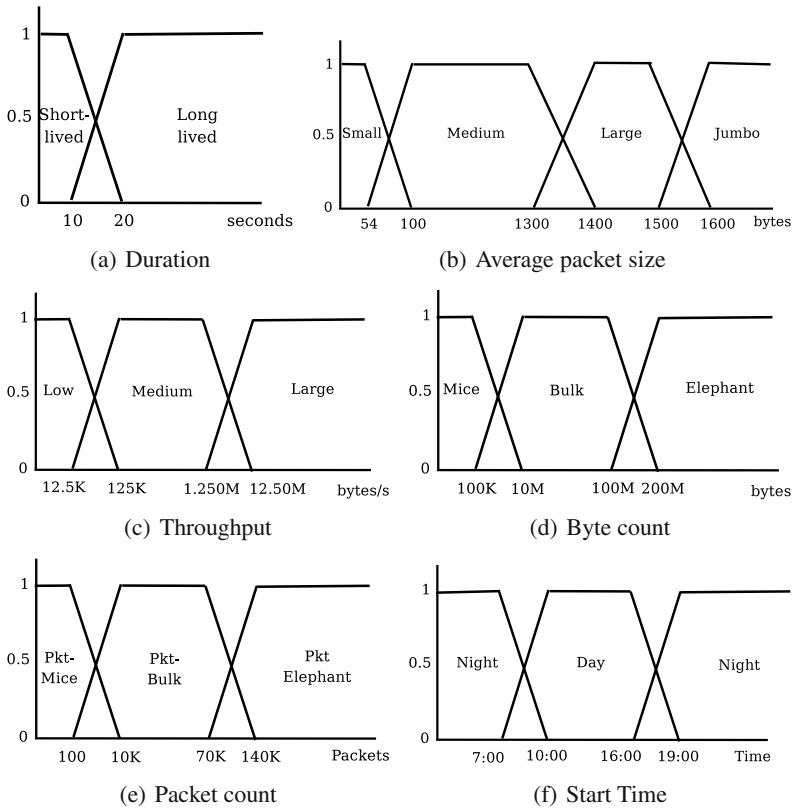 1
0.5
0
Short-
lived
Long
lived
10 20 seconds
(a) Duration
1
0.5
0
Small Medium Large Jumbo
54 100 1300 1400 1500 1600 bytes
(b) Average packet size
1
0.5
0
Low Medium Large
12.5K 125K 1.250M 12.50M bytes/s
(c) Throughput
1
0.5
0
Mice Bulk Elephant
100K 10M 100M 200M bytes
(d) Byte count
1
0.5
0
Pkt-
Mice
Pkt-
Bulk
Pkt
Elephant
100 10K 70K 140K Packets
(e) Packet count
1
0.5
0
Night Day Night
7:00 10:00 16:00 19:00 Time
(f) Start Time